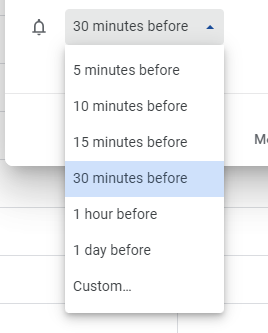 30 minutes before
5 minutes before
10 minutes before
15 minutes before
30 minutes before
1 hour before
1 day before
Custom…